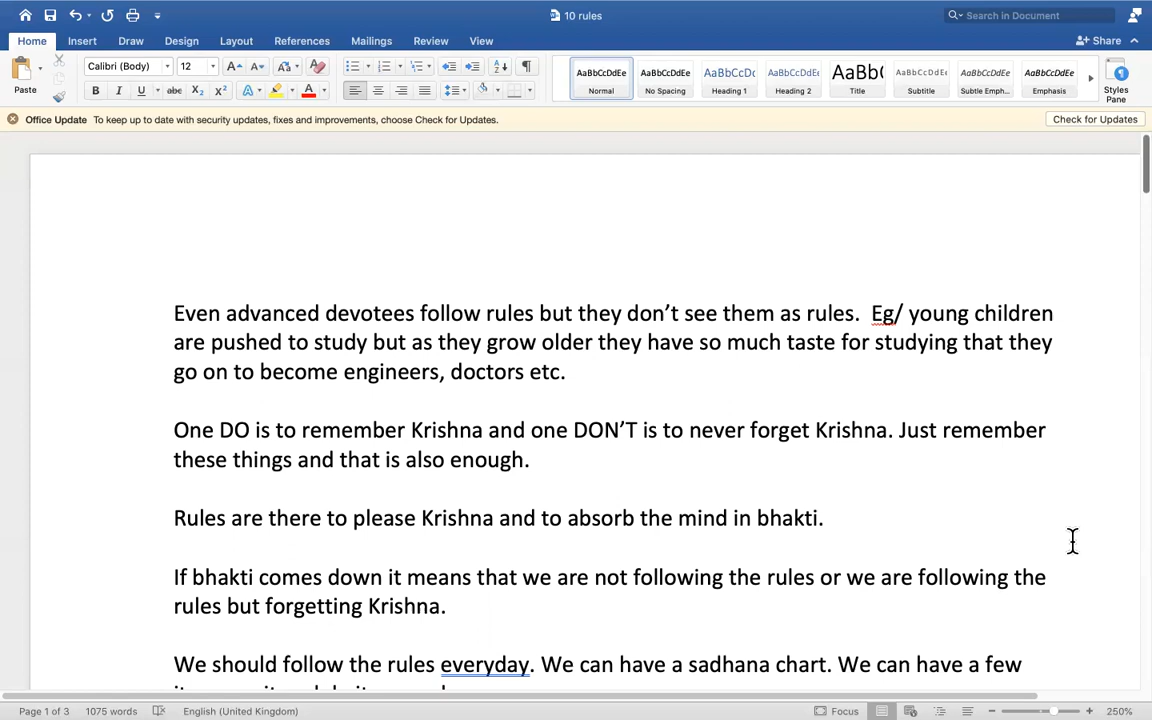 10 rules
Search in Document
Home Insert Draw Design Layout References Mailings Review View Share
Paste Calibri (Body) 12 AaBbCcDdEe AaBbCcDdEe AaBbCcDc AaBbCcDdEe AaBb( AaBbCcDdEe AaBbCcDdEe AaBbCcDdEe
B I U abc X₂ X² A A Normal No Spacing Heading 1 Heading 2 Title Subtitle Subtle Emph... Emphasis Styles Pane
Office Update To keep up to date with security updates, fixes and improvements, choose Check for Updates. Check for Updates
Even advanced devotees follow rules but they don’t see them as rules. Eg/ young children
are pushed to study but as they grow older they have so much taste for studying that they
go on to become engineers, doctors etc.
One DO is to remember Krishna and one DON’T is to never forget Krishna. Just remember
these things and that is also enough.
Rules are there to please Krishna and to absorb the mind in bhakti.
If bhakti comes down it means that we are not following the rules or we are following the
rules but forgetting Krishna.
We should follow the rules everyday. We can have a sadhana chart. We can have a few
Page 1 of 3 1075 words English (United Kingdom) Focus 250%